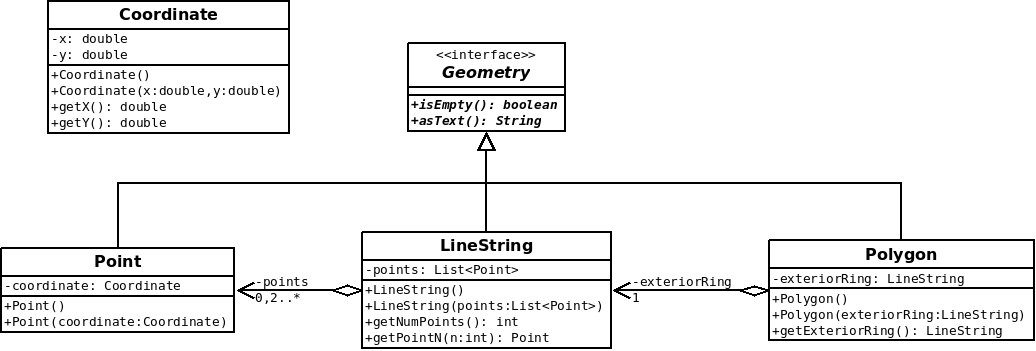 Coordinate
-x: double
-y: double
+Coordinate()
+Coordinate(x:double,y:double)
+getX(): double
+getY(): double
<<interface>>
Geometry
+isEmpty(): boolean
+asText(): String
Point
-coordinate: Coordinate
+Point()
+Point(coordinate:Coordinate)
-points
0,2..*
LineString
-points: List<Point>
+LineString()
+LineString(points:List<Point>)
+getNumPoints(): int
+getPointN(n:int): Point
-exteriorRing
1
Polygon
-exteriorRing: LineString
+Polygon()
+Polygon(exteriorRing:LineString)
+getExteriorRing(): LineString